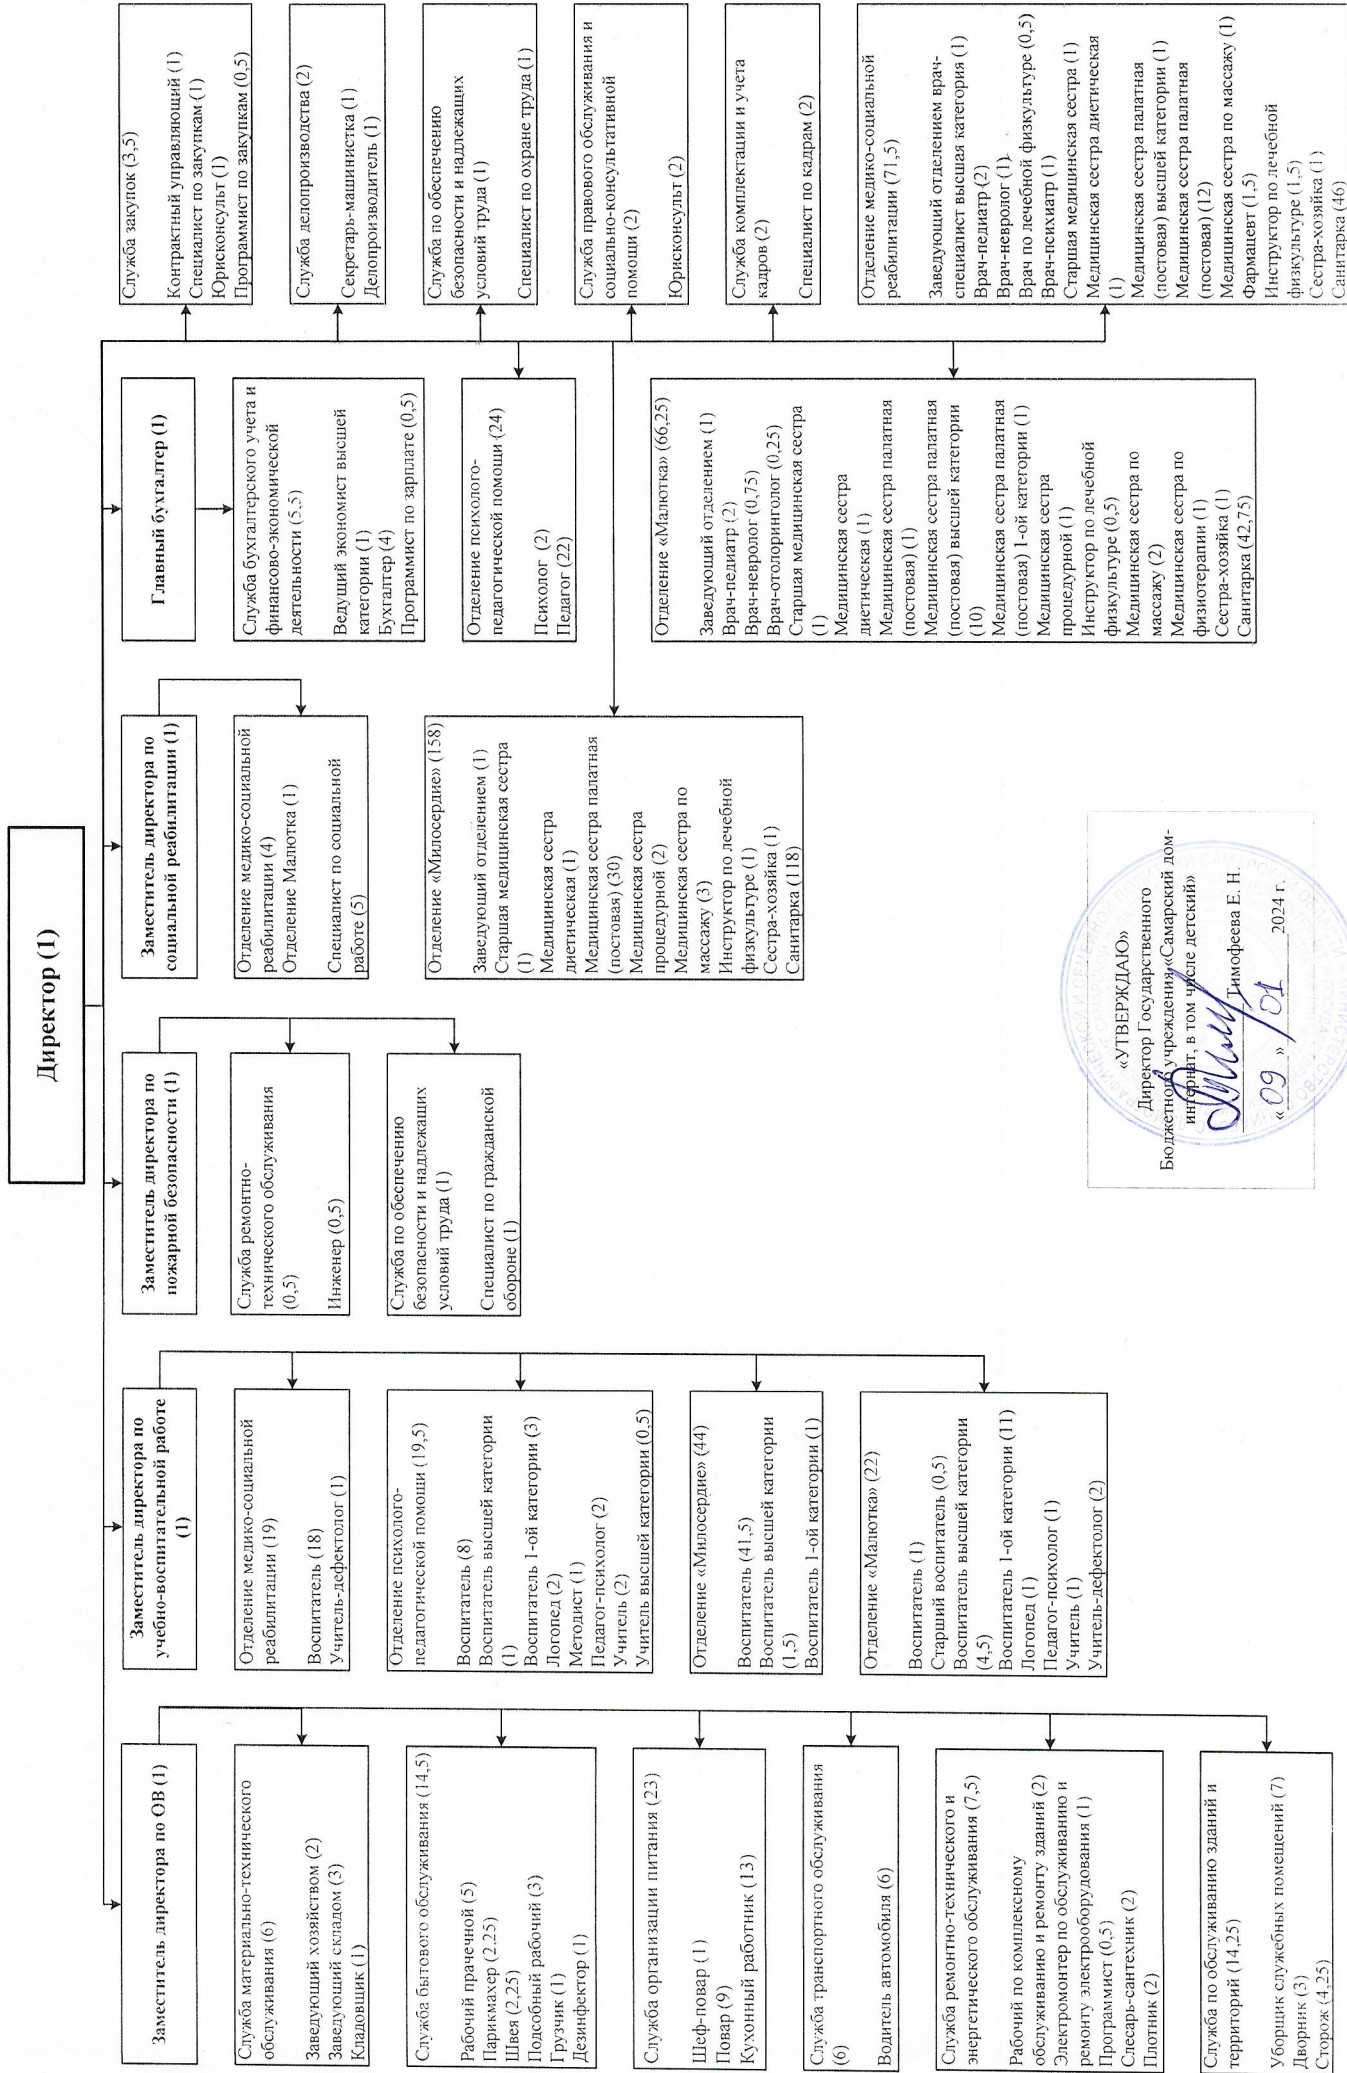 Директор (1)
Заместитель директора по ОВ (1)
Служба материально-технического
обслуживания (6)
Заведующий хозяйством (2)
Заведующий складом (3)
Кладовщик (1)
Служба бытового обслуживания (14,5)
Рабочий прачечной (5)
Парикмахер (2.25)
Швея (2,25)
Подсобный рабочий (3)
Грузчик (1)
Дезинфектор (1)
Служба организации питания (23)
Шеф-повар (1)
Повар (9)
Кухонный работник (13)
Служба транспортного обслуживания
(6)
Водитель автомобиля (6)
Служба ремонтно-технического и
энергетического обслуживания (7,5)
Рабочий по комплексному
обслуживанию и ремонту зданий (2)
Электромонтер по обслуживанию и
ремонту электрооборудования (1)
Программист (0,5)
Слесарь-сантехник (2)
Плотник (2)
Служба по обслуживанию зданий и
территорий (14,25)
Уборщик служебных помещений (7)
Дворник (3)
Сторож (4,25)
Заместитель директора по
учебно-воспитательной работе
(1)
Отделение медико-социальной
реабилитации (19)
Воспитатель (18)
Учитель-дефектолог (1)
Отделение психолого-
педагогической помощи (19,5)
Воспитатель (8)
Воспитатель высшей категории
(1)
Воспитатель 1-ой категории (3)
Логопед (2)
Методист (1)
Педагог-психолог (2)
Учитель (2)
Учитель высшей категории (0,5)
Отделение «Милосердие» (44)
Воспитатель (41,5)
Воспитатель высшей категории
(1,5)
Воспитатель 1-ой категории (1)
Отделение «Малютка» (22)
Воспитатель (1)
Старший воспитатель (0,5)
Воспитатель высшей категории
(4,5)
Воспитатель 1-ой категории (11)
Логопед (1)
Педагог-психолог (1)
Учитель (1)
Учитель-дефектолог (2)
Заместитель директора по
пожарной безопасности (1)
Служба ремонтно-
технического обслуживания
(0,5)
Инженер (0,5)
Служба по обеспечению
безопасности и надлежащих
условий труда (1)
Специалист по гражданской
обороне (1)
Заместитель директора по
социальной реабилитации (1)
Отделение медико-социальной
реабилитации (4)
Отделение Малютка (1)
Специалист по социальной
работе (5)
Отделение «Милосердие» (158)
Заведующий отделением (1)
Старшая медицинская сестра
(1)
Медицинская сестра
диетическая (1)
Медицинская сестра палатная
(постовая) (30)
Медицинская сестра
процедурной (2)
Медицинская сестра по
массажу (3)
Инструктор по лечебной
физкультуре (1)
Сестра-хозяйка (1)
Санитарка (118)
Главный бухгалтер (1)
Служба бухгалтерского учета и
финансово-экономической
деятельности (5,5)
Ведущий экономист высшей
категории (1)
Бухгалтер (4)
Программист по зарплате (0,5)
Отделение психолого-
педагогической помощи (24)
Психолог (2)
Педагог (22)
Отделение «Малютка» (66,25)
Заведующий отделением (1)
Врач-педиатр (2)
Врач-невролог (0,75)
Врач-отолоринголог (0,25)
Старшая медицинская сестра
(1)
Медицинская сестра
диетическая (1)
Медицинская сестра палатная
(постовая) (1)
Медицинская сестра палатная
(постовая) высшей категории
(10)
Медицинская сестра палатная
(постовая) 1-ой категории (1)
Медицинская сестра
процедурной (1)
Инструктор по лечебной
физкультуре (0,5)
Медицинская сестра по
массажу (2)
Медицинская сестра по
физиотерапии (1)
Сестра-хозяйка (1)
Санитарка (42,75)
Служба закупок (3,5)
Контрактный управляющий (1)
Специалист по закупкам (1)
Юрисконсульт (1)
Программист по закупкам (0,5)
Служба делопроизводства (2)
Секретарь-машинистка (1)
Делопроизводитель (1)
Служба по обеспечению
безопасности и надлежащих
условий труда (1)
Специалист по охране труда (1)
Служба правового обслуживания и
социально-консультативной
помощи (2)
Юрисконсульт (2)
Служба комплектации и учета
кадров (2)
Специалист по кадрам (2)
Отделение медико-социальной
реабилитации (71,5)
Заведующий отделением врач-
специалист высшая категория (1)
Врач-педиатр (2)
Врач-невролог (1)
Врач по лечебной физкультуре (0,5)
Врач-психиатр (1)
Старшая медицинская сестра (1)
Медицинская сестра диетическая
(1)
Медицинская сестра палатная
(постовая) высшей категории (1)
Медицинская сестра палатная
(постовая) (12)
Медицинская сестра по массажу (1)
Фармацевт (1,5)
Инструктор по лечебной
физкультуре (1,5)
Сестра-хозяйка (1)
Санитарка (46)
«УТВЕРЖДАЮ»
Директор Государственного
Бюджетного учреждения «Самарский дом-
интернат, в том числе детский»
Тимофеева Е. Н.
« 09 » 01 2024 г.